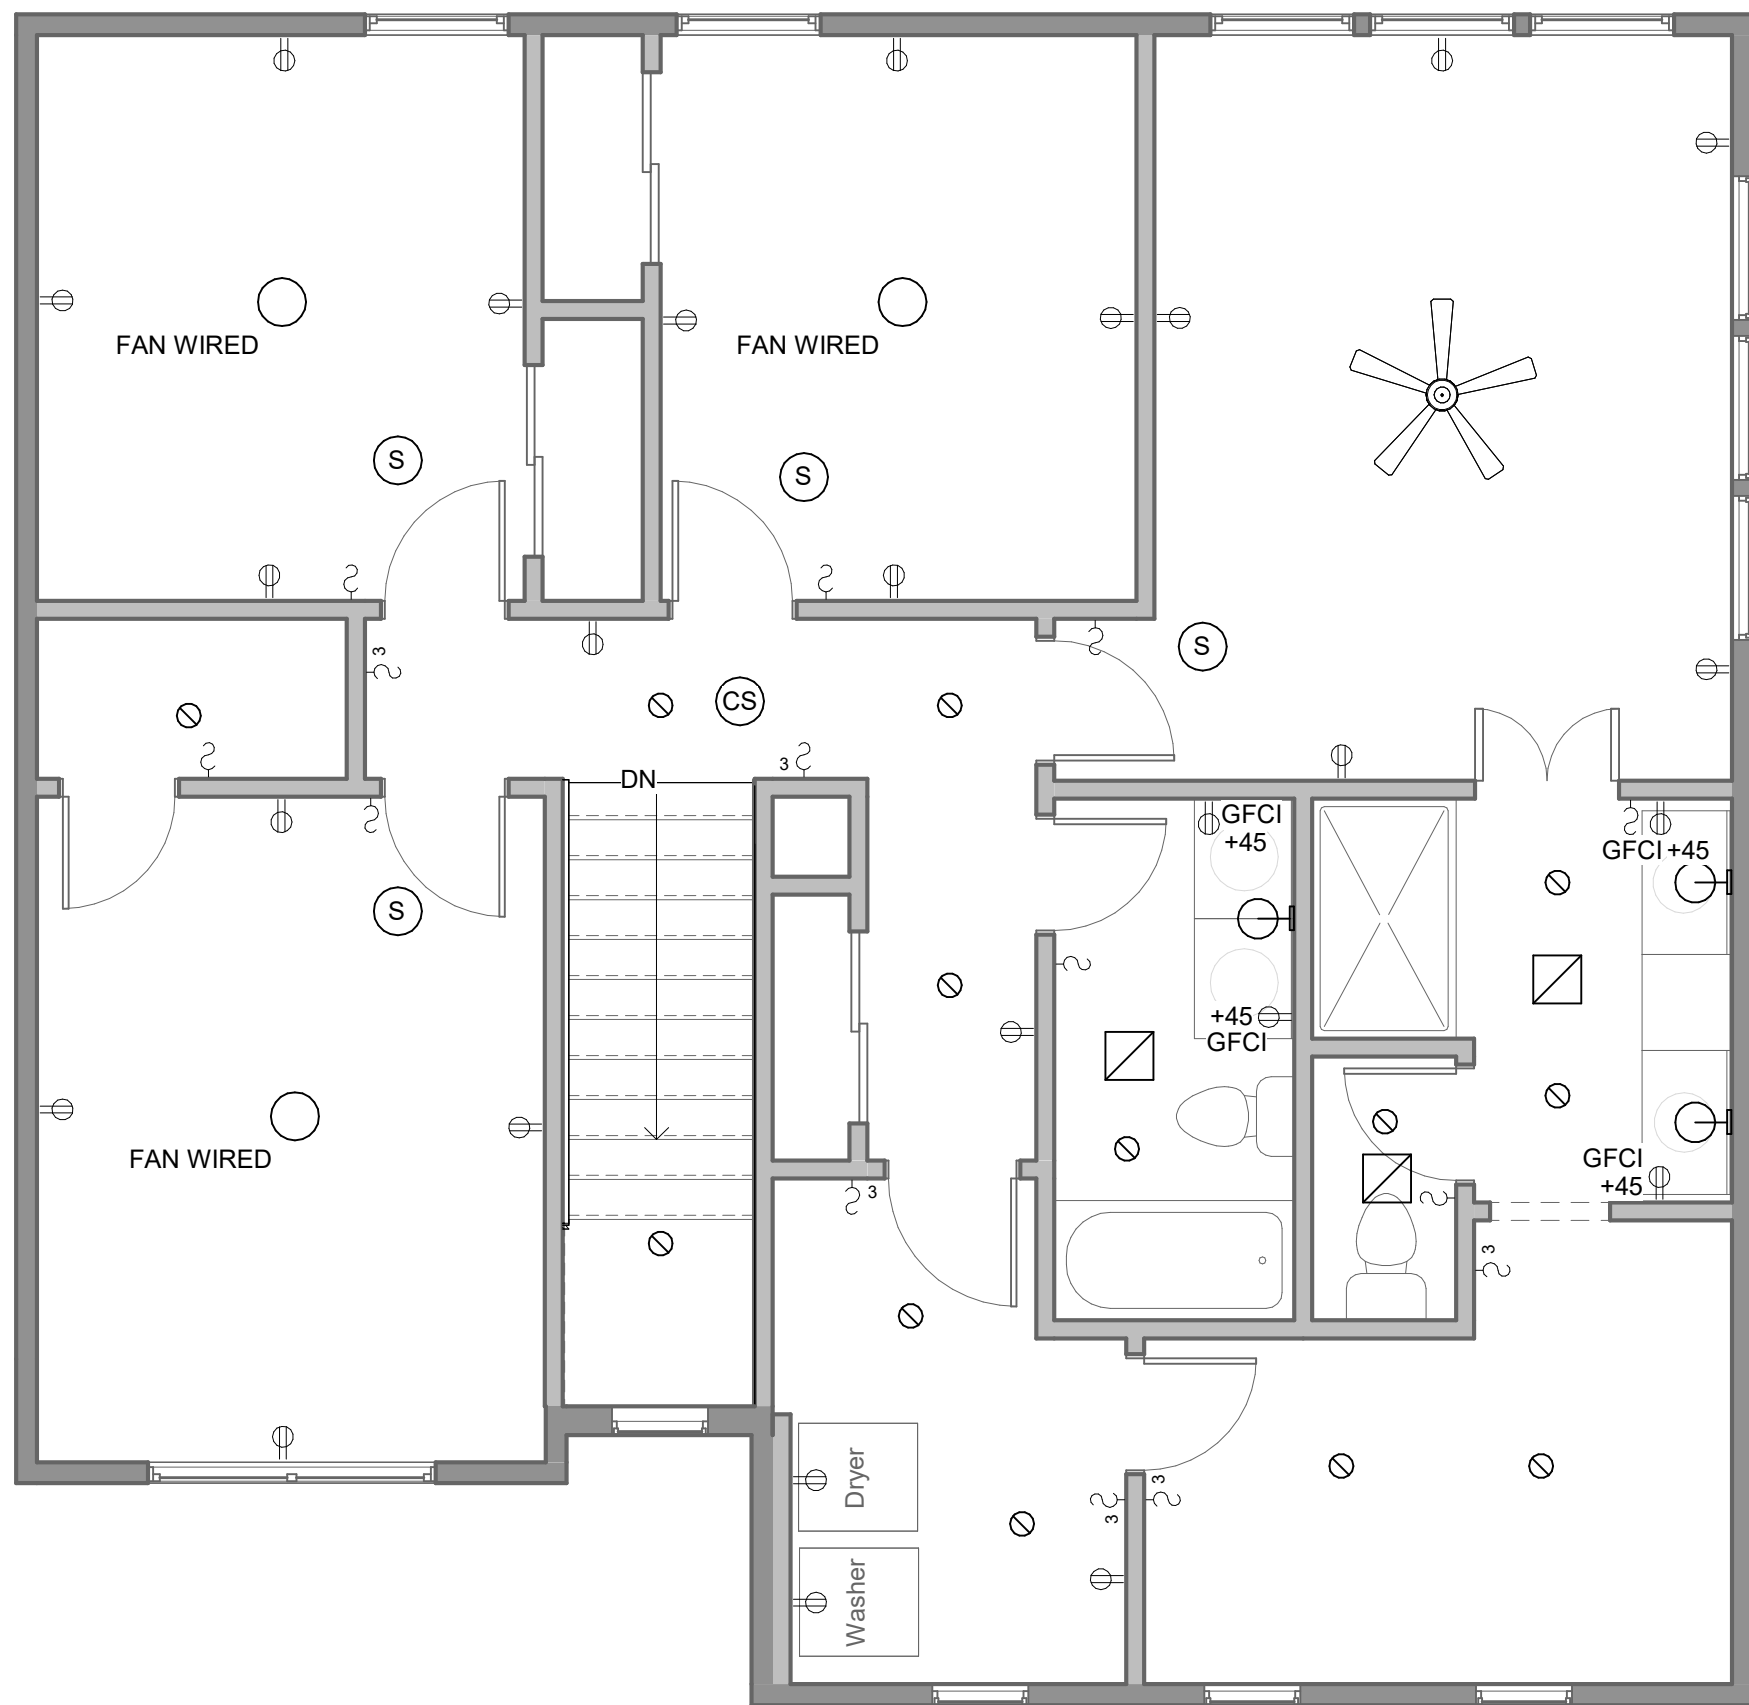 FAN WIRED
FAN WIRED
S
S
3
S
CS
3
DN
GFCI
+45
GFCI +45
S
+45
GFCI
FAN WIRED
GFCI
+45
3
3
Dryer
3
3
Washer